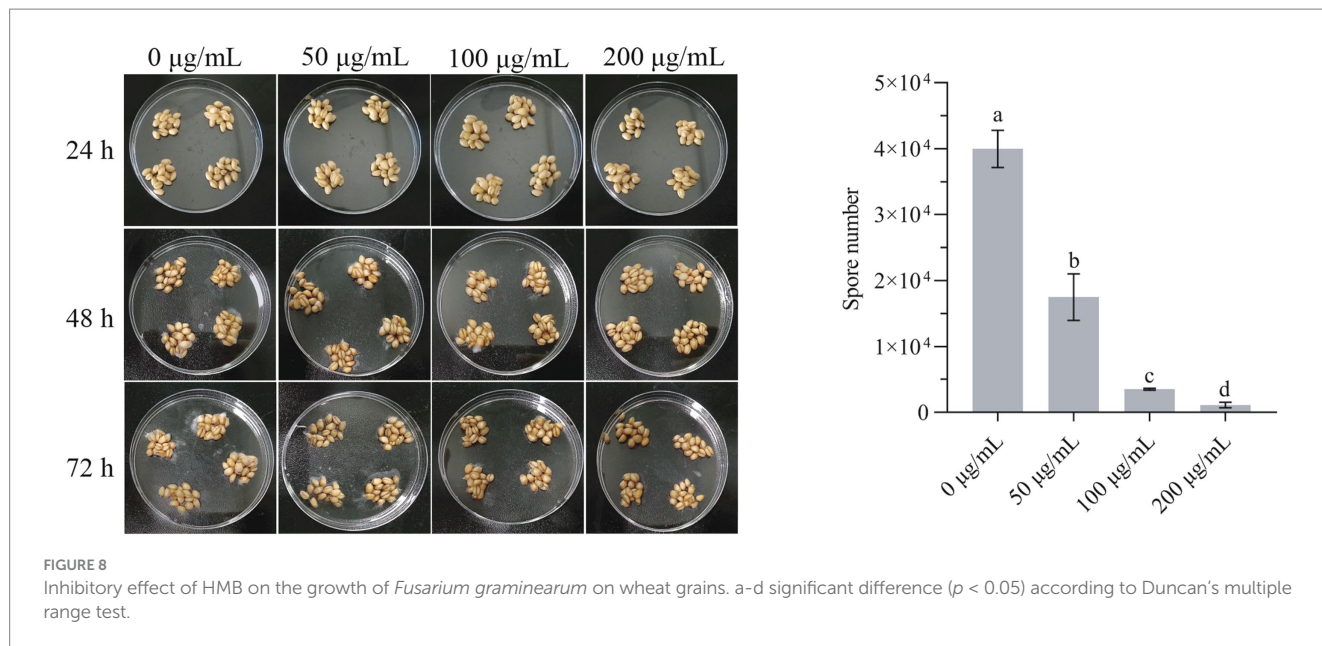 0 μg/mL 50 μg/mL 100 μg/mL 200 μg/mL
24 h
48 h
72 h
5×10⁴
4×10⁴
3×10⁴
2×10⁴
1×10⁴
0
Spore number
a
b
c
d
0 μg/mL
50 μg/mL
100 μg/mL
200 μg/mL
FIGURE 8
Inhibitory effect of HMB on the growth of Fusarium graminearum on wheat grains. a-d significant difference (p < 0.05) according to Duncan's multiple
range test.